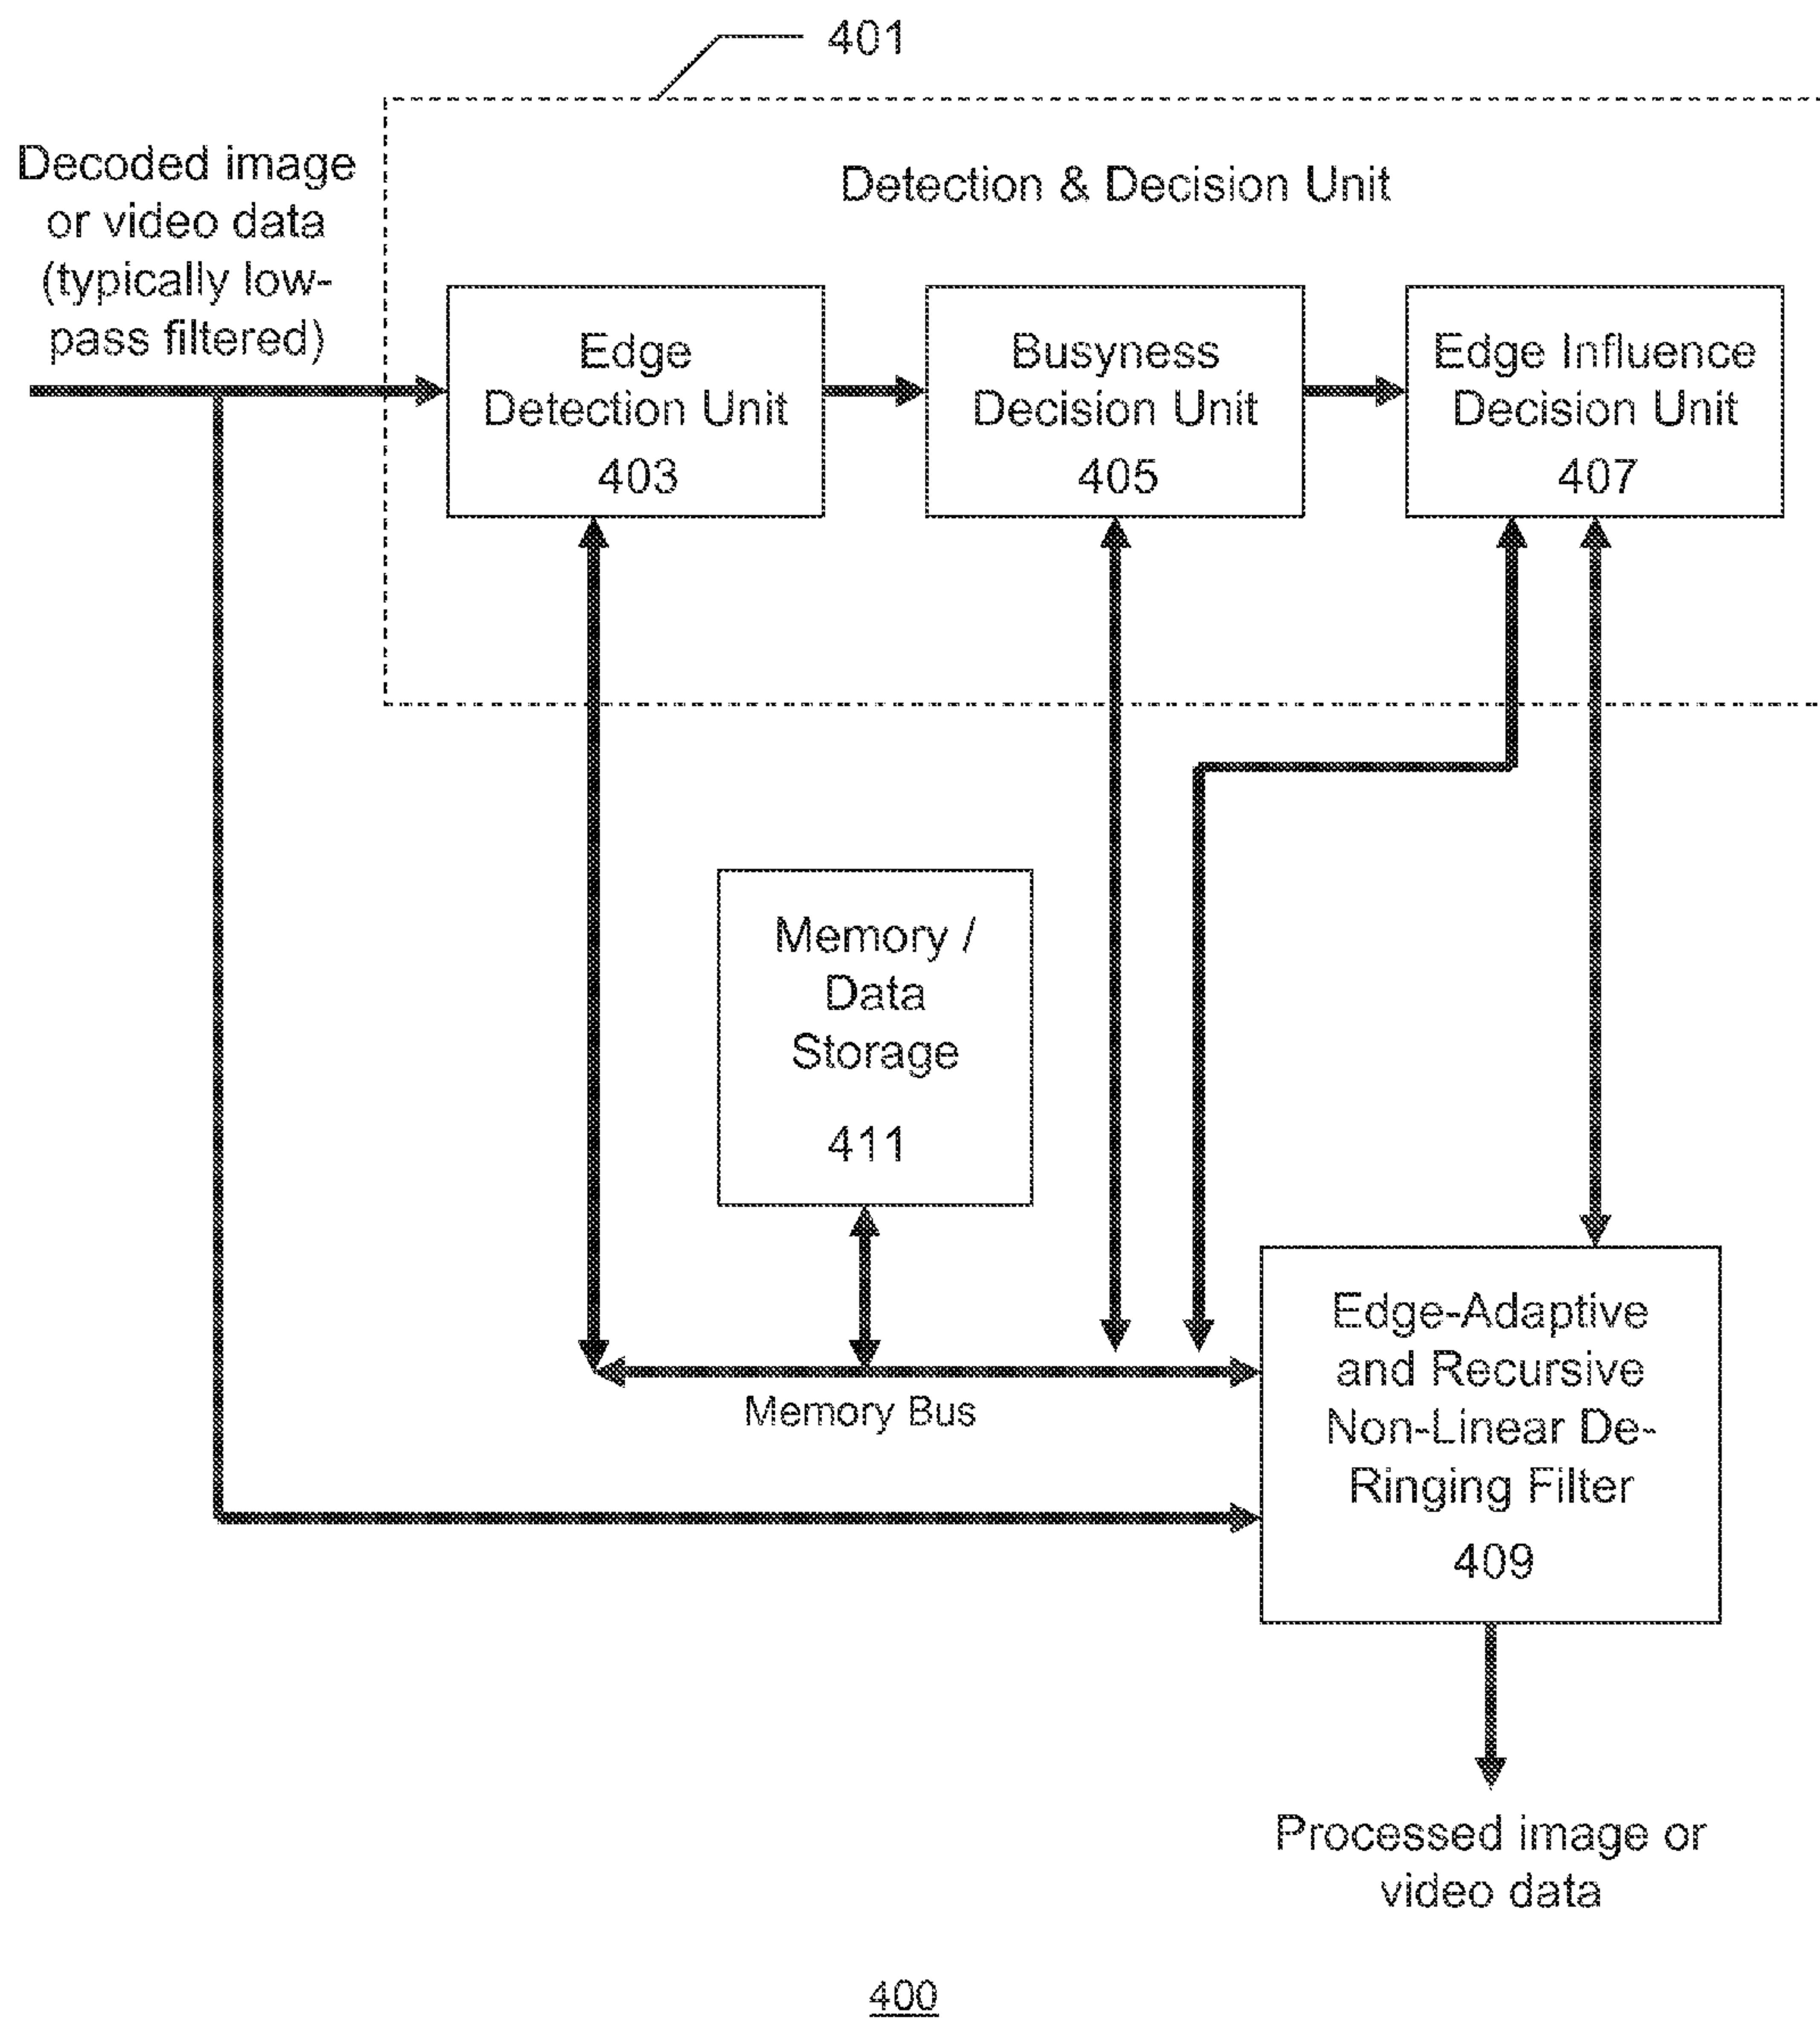 401
Decoded image
or video data
(typically low-
pass filtered)
Detection & Decision Unit
Edge
Detection Unit
403
Busyness
Decision Unit
405
Edge Influence
Decision Unit
407
Memory /
Data
Storage
411
Memory Bus
Edge-Adaptive
and Recursive
Non-Linear De-
Ringing Filter
409
Processed image or
video data
400